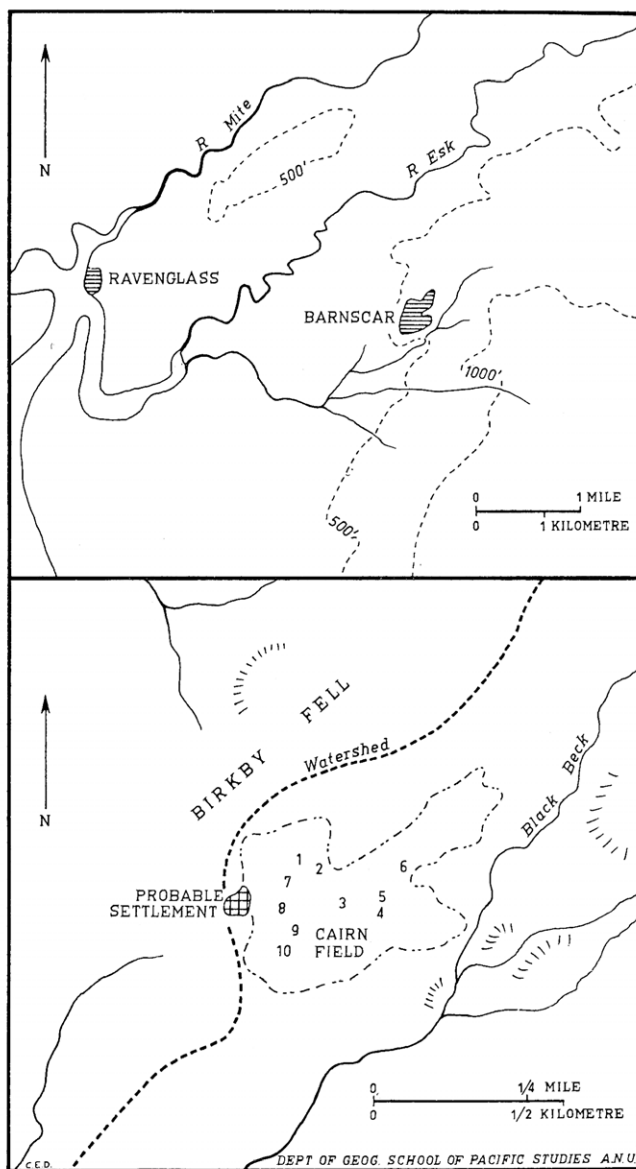 N
R Mite
500'
R Esk
RAVENGLASS
BARNSCAR
1000'
500'
0 1 MILE
0 1 KILOMETRE
BIRKBY FELL
Watershed
Black Beck
N
1
2
6
7
PROBABLE
SETTLEMENT
8
3
5
4
9
CAIRN
10
FIELD
0 1/4 MILE
0 1/2 KILOMETRE
C.E.D.
DEPT OF GEOG. SCHOOL OF PACIFIC STUDIES A.N.U.